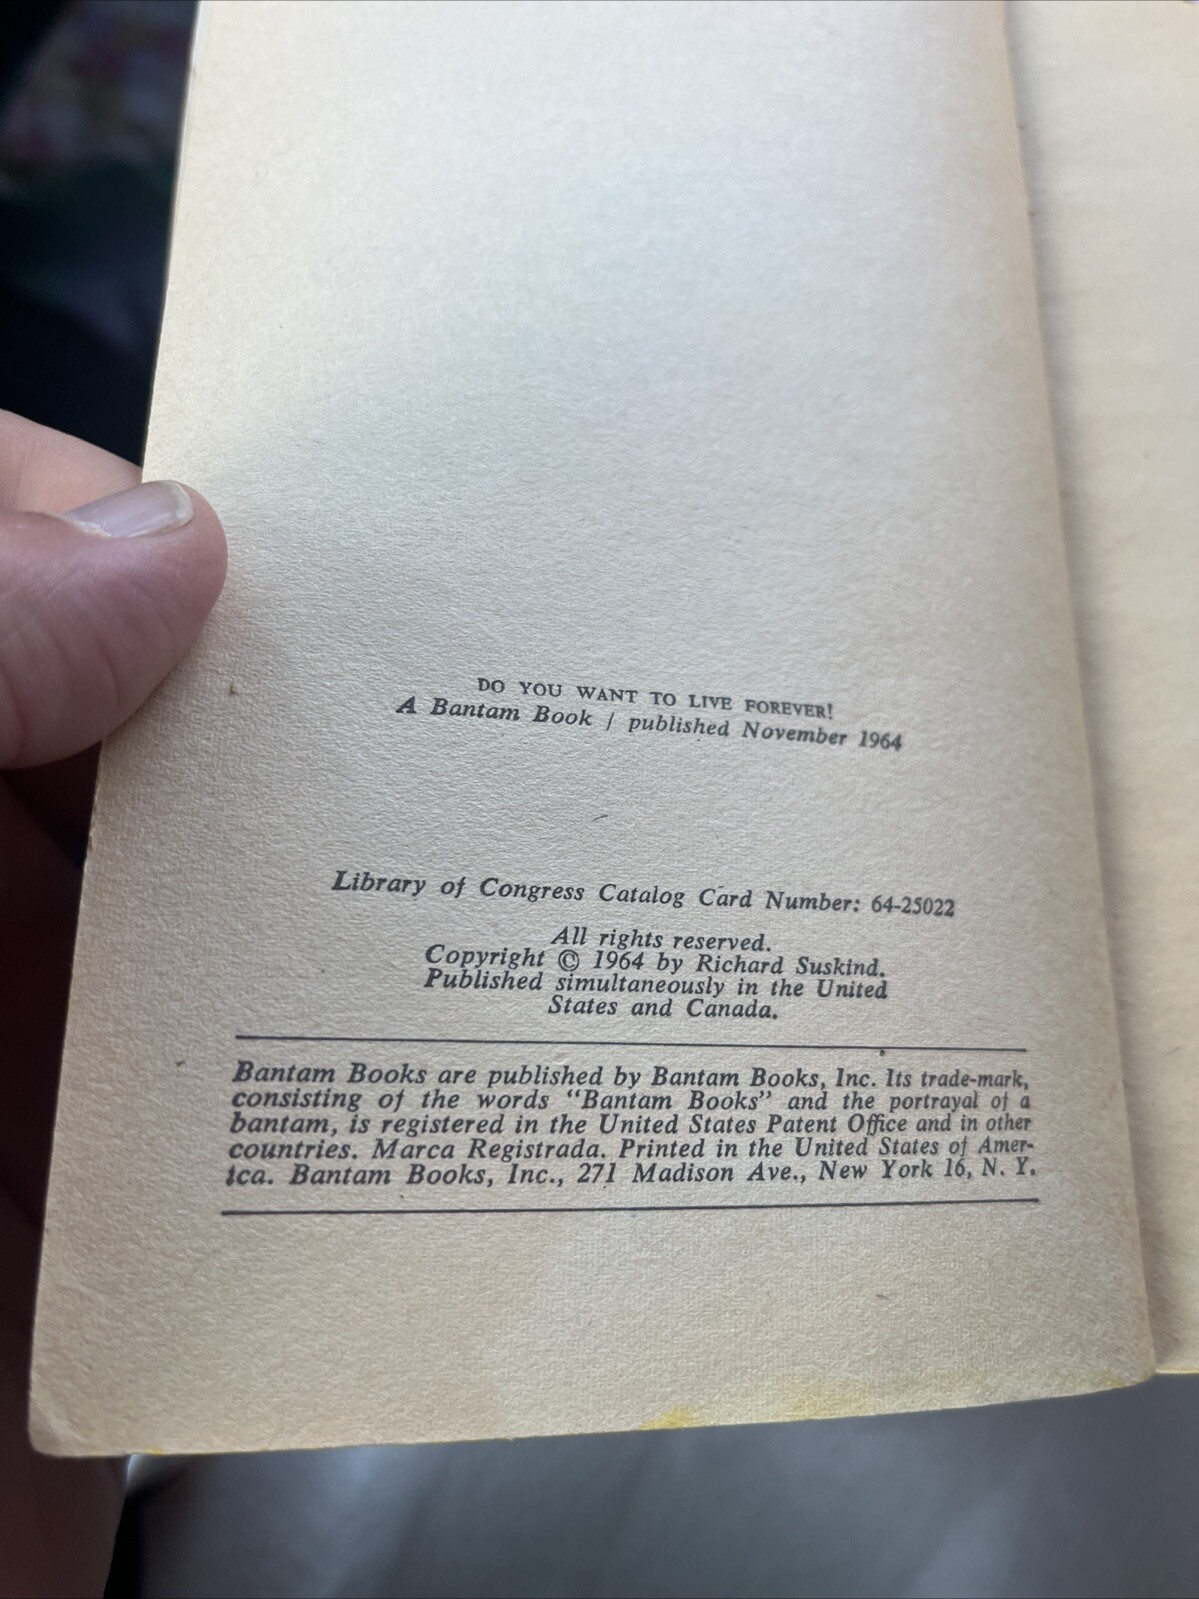 DO YOU WANT TO LIVE FOREVER!
A Bantam Book / published November 1964
Library of Congress Catalog Card Number: 64-25022
All rights reserved.
Copyright © 1964 by Richard Suskind.
Published simultaneously in the United
States and Canada.
Bantam Books are published by Bantam Books, Inc. Its trade-mark,
consisting of the words "Bantam Books" and the portrayal of a
bantam, is registered in the United States Patent Office and in other
countries. Marca Registrada. Printed in the United States of Amer-
ica. Bantam Books, Inc., 271 Madison Ave., New York 16, N. Y.